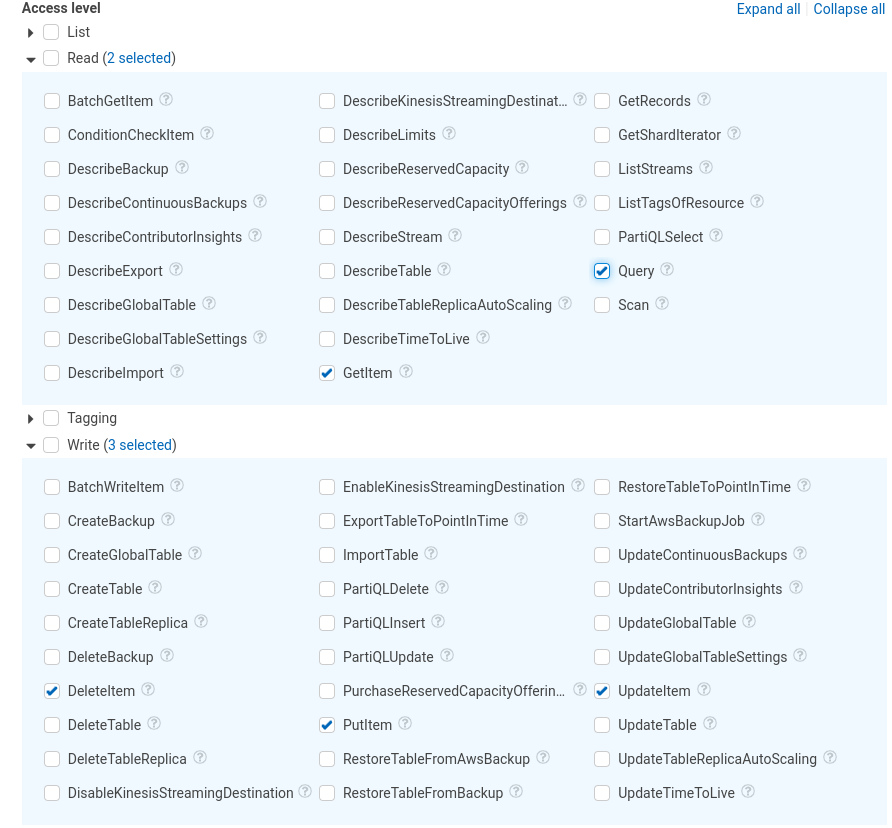 Access level Expand all | Collapse all
List
Read (2 selected)
BatchGetItem DescribeKinesisStreamingDestinat... GetRecords
ConditionCheckItem DescribeLimits GetShardIterator
DescribeBackup DescribeReservedCapacity ListStreams
DescribeContinuousBackups DescribeReservedCapacityOfferings ListTagsOfResource
DescribeContributorInsights DescribeStream PartiQLSelect
DescribeExport DescribeTable Query
DescribeGlobalTable DescribeTableReplicaAutoScaling Scan
DescribeGlobalTableSettings DescribeTimeToLive
DescribeImport GetItem
Tagging
Write (3 selected)
BatchWriteItem EnableKinesisStreamingDestination RestoreTableToPointInTime
CreateBackup ExportTableToPointInTime StartAwsBackupJob
CreateGlobalTable ImportTable UpdateContinuousBackups
CreateTable PartiQLDelete UpdateContributorInsights
CreateTableReplica PartiQLInsert UpdateGlobalTable
DeleteBackup PartiQLUpdate UpdateGlobalTableSettings
DeleteItem PurchaseReservedCapacityOfferin... UpdateItem
DeleteTable PutItem UpdateTable
DeleteTableReplica RestoreTableFromAwsBackup UpdateTableReplicaAutoScaling
DisableKinesisStreamingDestination RestoreTableFromBackup UpdateTimeToLive